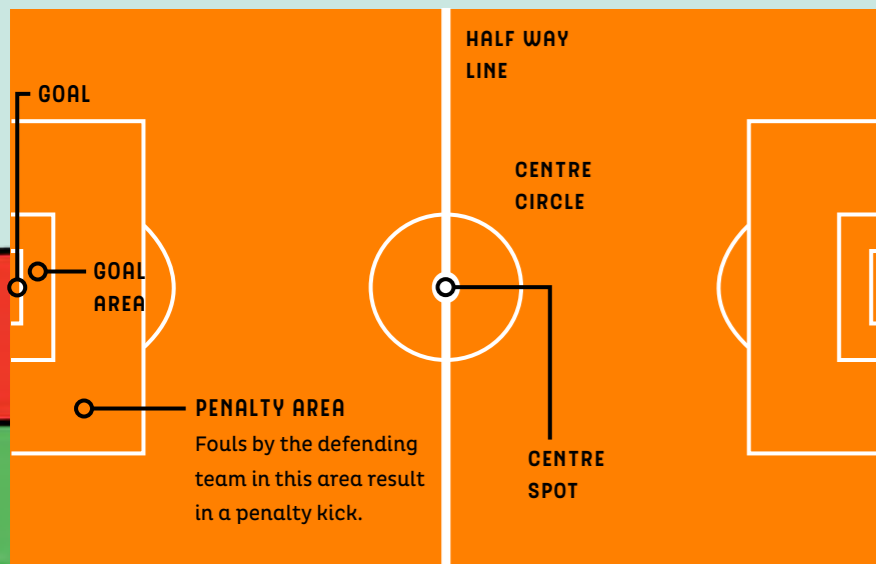 HALF WAY
LINE
GOAL
CENTRE
CIRCLE
GOAL
AREA
PENALTY AREA
Fouls by the defending
team in this area result
in a penalty kick.
CENTRE
SPOT